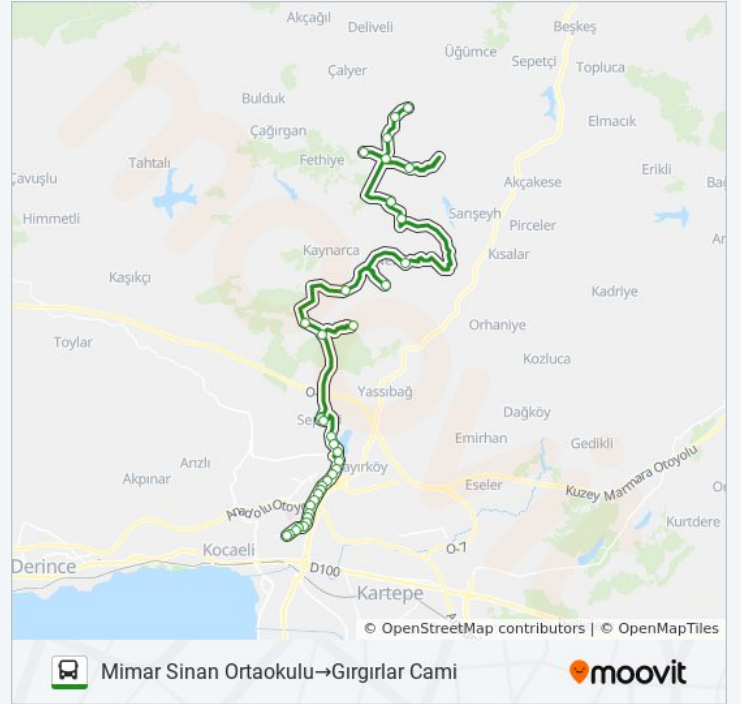 Akçağıl
Deliveli
Beşkeş
Üğümce
Sepetçi
Topluca
Çalyer
Bulduk
Elmacık
Çağırgan
Tahtalı
Fethiye
Erikli
Akçakese
Çavuşlu
Himmetli
Sarışeyh
Pirceler
Kaynarca
Kısalar
Kaşıkçı
Kadriye
Orhaniye
Toylar
Kozluca
Yassıbağ
Dağköy
Emirhan
Gedikli
Arızlı
Akpınar
Eseler
Kuzey Marmara Otoyolu
Anadolu Otoyolu
Kurtdere
Kocaeli
O-7
Derince
D100
Kartepe
© OpenStreetMap contributors | © OpenMapTiles
Mimar Sinan Ortaokulu→Gırgırlar Cami
moovit